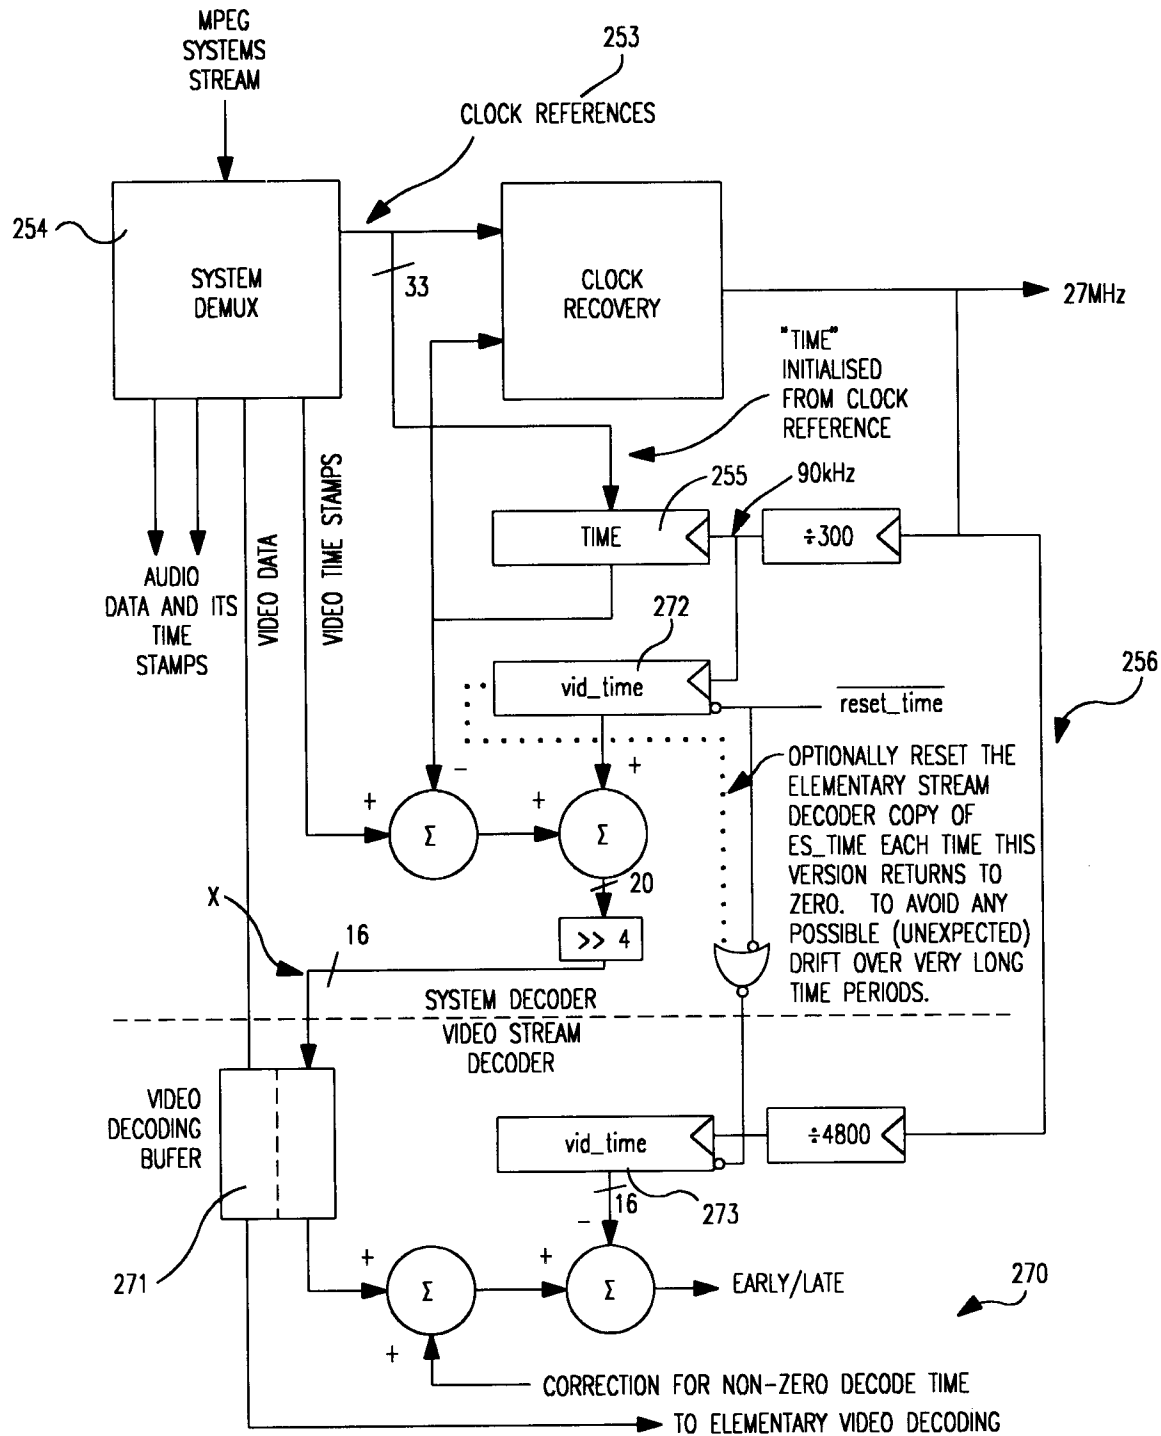 MPEG
SYSTEMS
STREAM
253
CLOCK REFERENCES
254
SYSTEM
DEMUX
33
CLOCK
RECOVERY
27MHz
"TIME"
INITIALISED
FROM CLOCK
REFERENCE
255
90kHz
TIME
÷300
AUDIO
DATA AND ITS
TIME
STAMPS
VIDEO DATA
VIDEO TIME STAMPS
272
vid_time
reset_time
256
OPTIONALLY RESET THE
ELEMENTARY STREAM
DECODER COPY OF
ES_TIME EACH TIME THIS
VERSION RETURNS TO
ZERO. TO AVOID ANY
POSSIBLE (UNEXPECTED)
DRIFT OVER VERY LONG
TIME PERIODS.
−
+
+
+
Σ
Σ
20
X
16
>> 4
SYSTEM DECODER
VIDEO STREAM
DECODER
VIDEO
DECODING
BUFER
vid_time
÷4800
16
273
271
−
+
+
Σ
Σ
EARLY/LATE
270
+
CORRECTION FOR NON-ZERO DECODE TIME
TO ELEMENTARY VIDEO DECODING